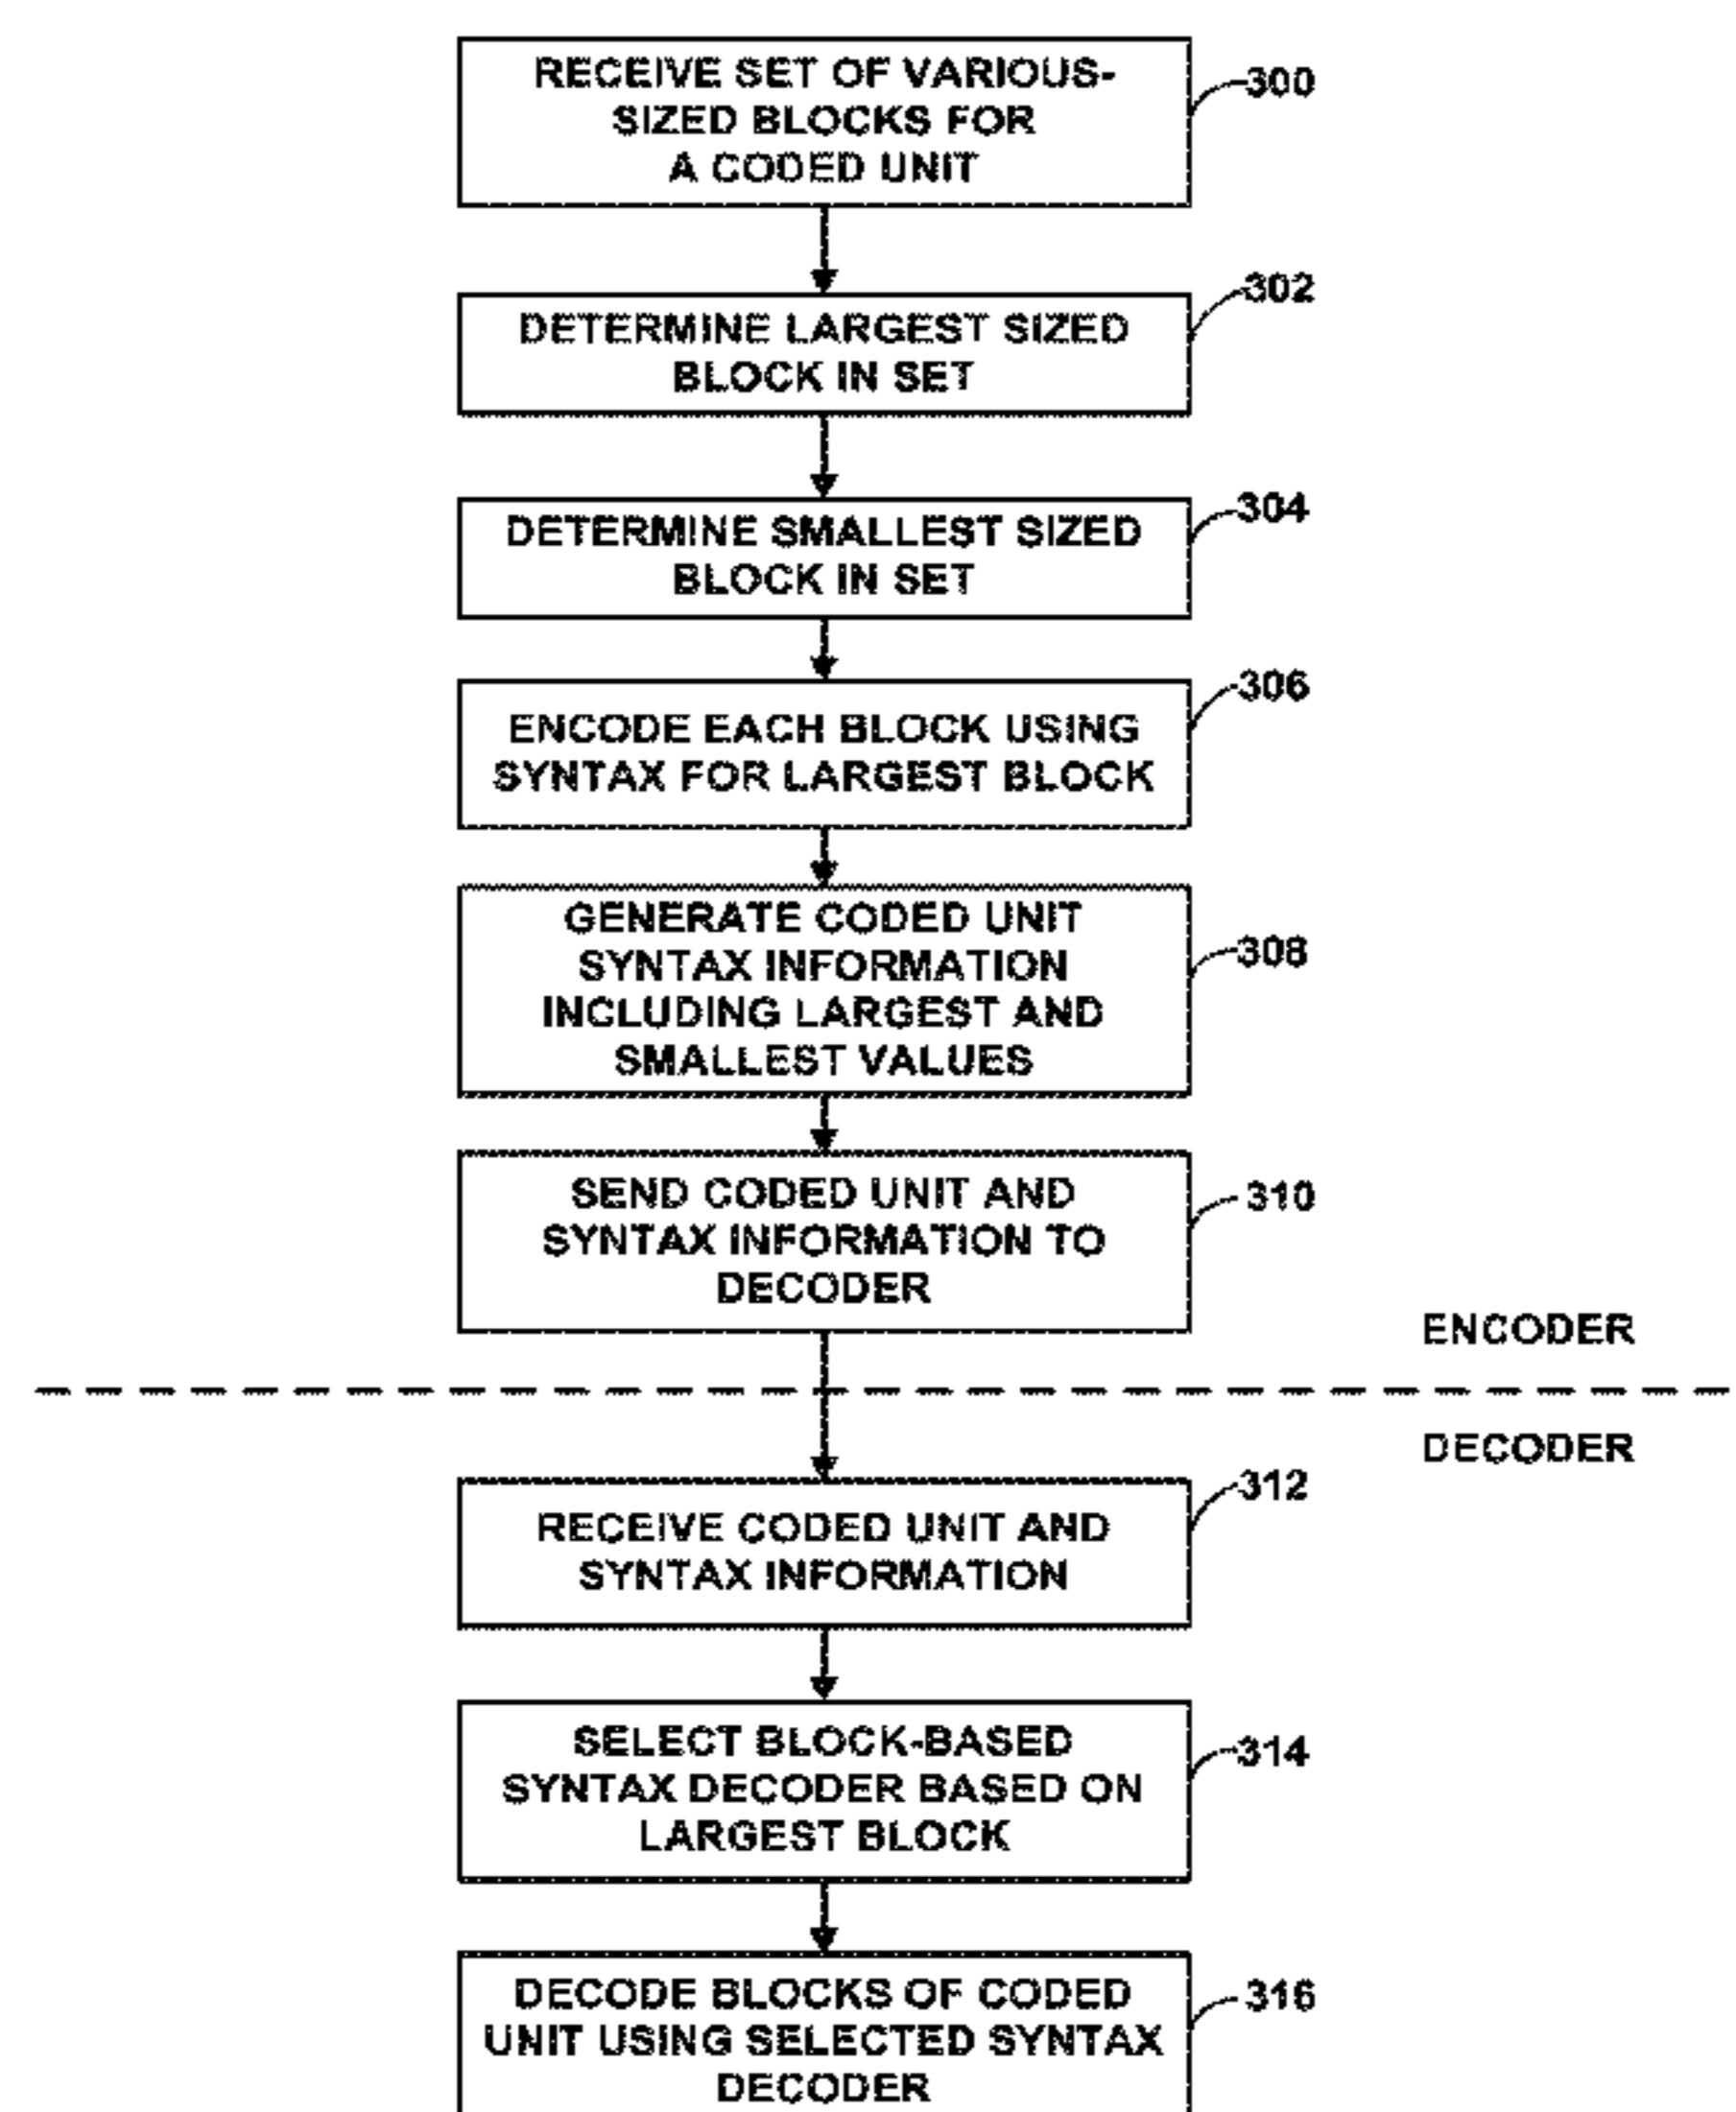 RECEIVE SET OF VARIOUS-
SIZED BLOCKS FOR
A CODED UNIT
300
DETERMINE LARGEST SIZED
BLOCK IN SET
302
DETERMINE SMALLEST SIZED
BLOCK IN SET
304
ENCODE EACH BLOCK USING
SYNTAX FOR LARGEST BLOCK
306
GENERATE CODED UNIT
SYNTAX INFORMATION
INCLUDING LARGEST AND
SMALLEST VALUES
308
SEND CODED UNIT AND
SYNTAX INFORMATION TO
DECODER
310
ENCODER
DECODER
RECEIVE CODED UNIT AND
SYNTAX INFORMATION
312
SELECT BLOCK-BASED
SYNTAX DECODER BASED ON
LARGEST BLOCK
314
DECODE BLOCKS OF CODED
UNIT USING SELECTED SYNTAX
DECODER
316